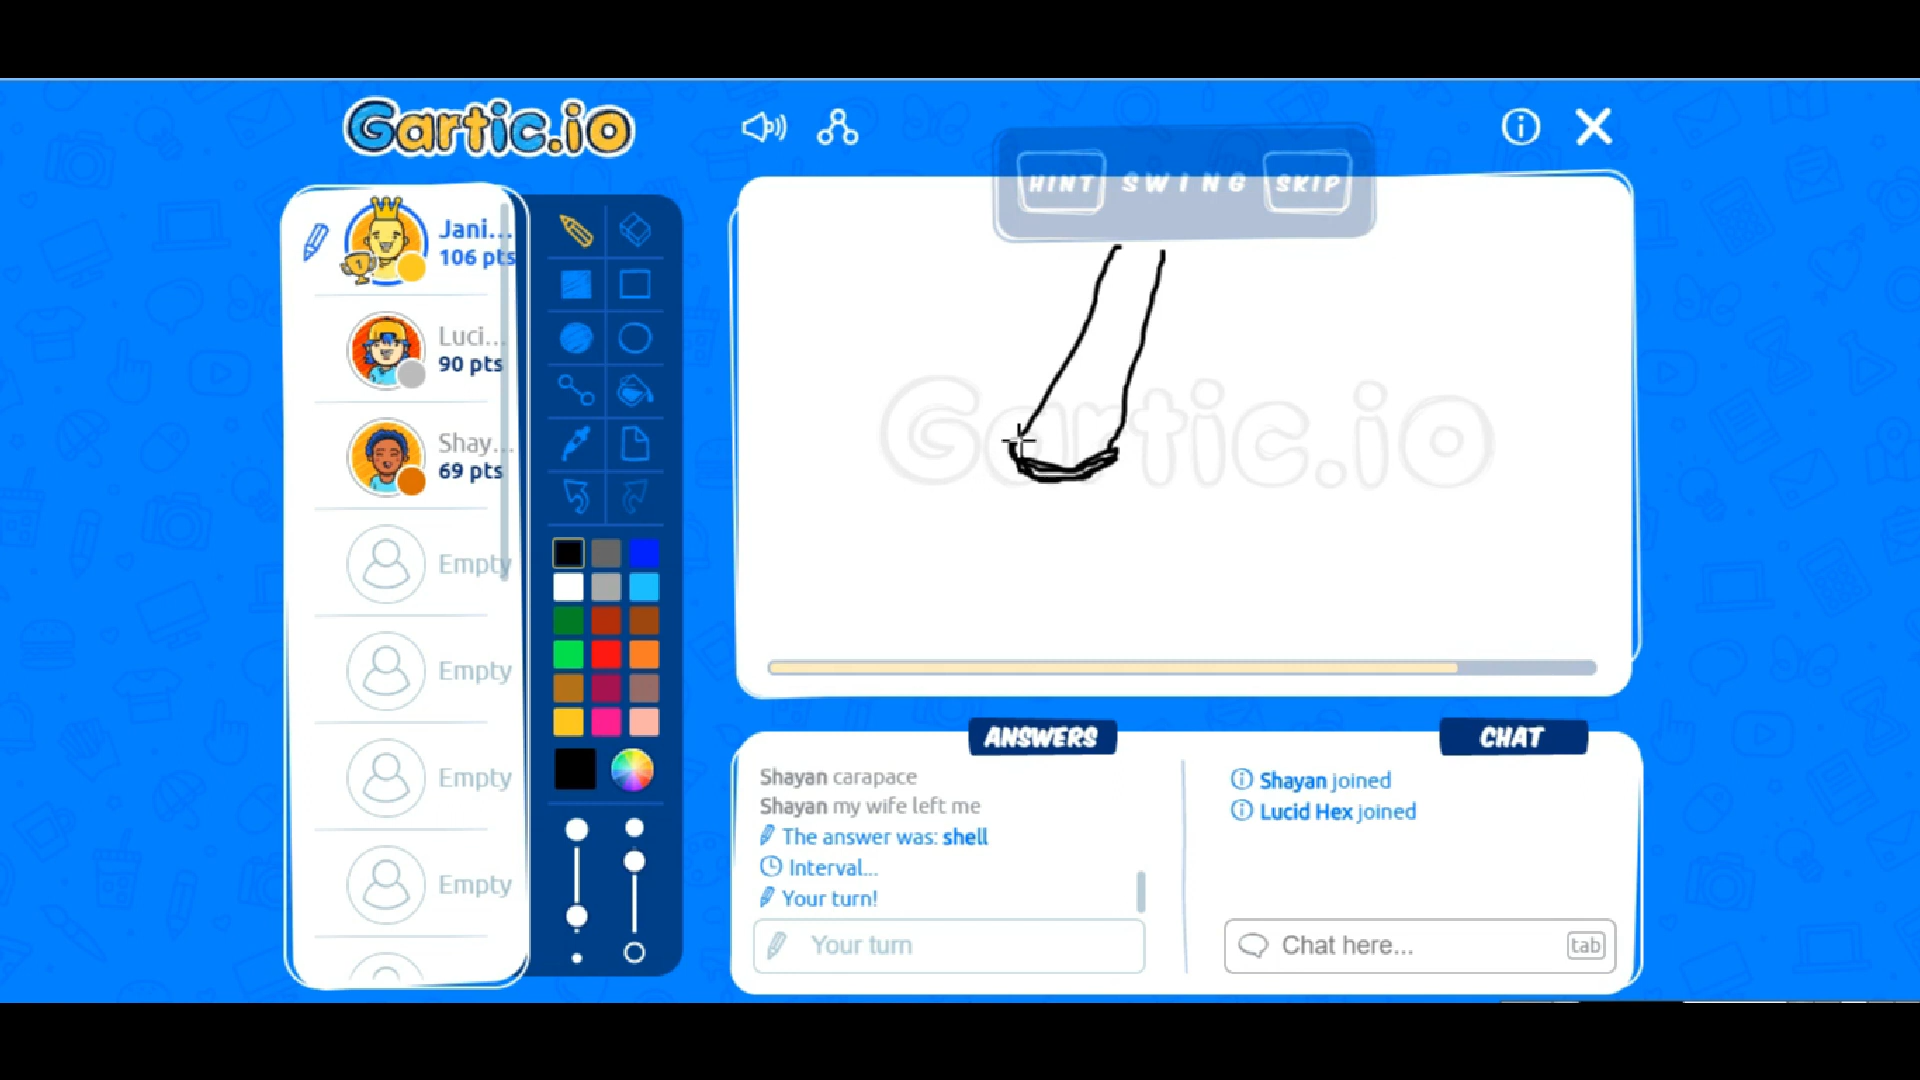 Gartic.io
HINT SWING SKIP
Jani...
106 pts
Luci...
90 pts
Shay...
69 pts
Empty
Empty
Empty
Empty
Gartic.io
ANSWERS
Shayan carapace
Shayan my wife left me
The answer was: shell
Interval...
Your turn!
Your turn
CHAT
Shayan joined
Lucid Hex joined
Chat here...
tab